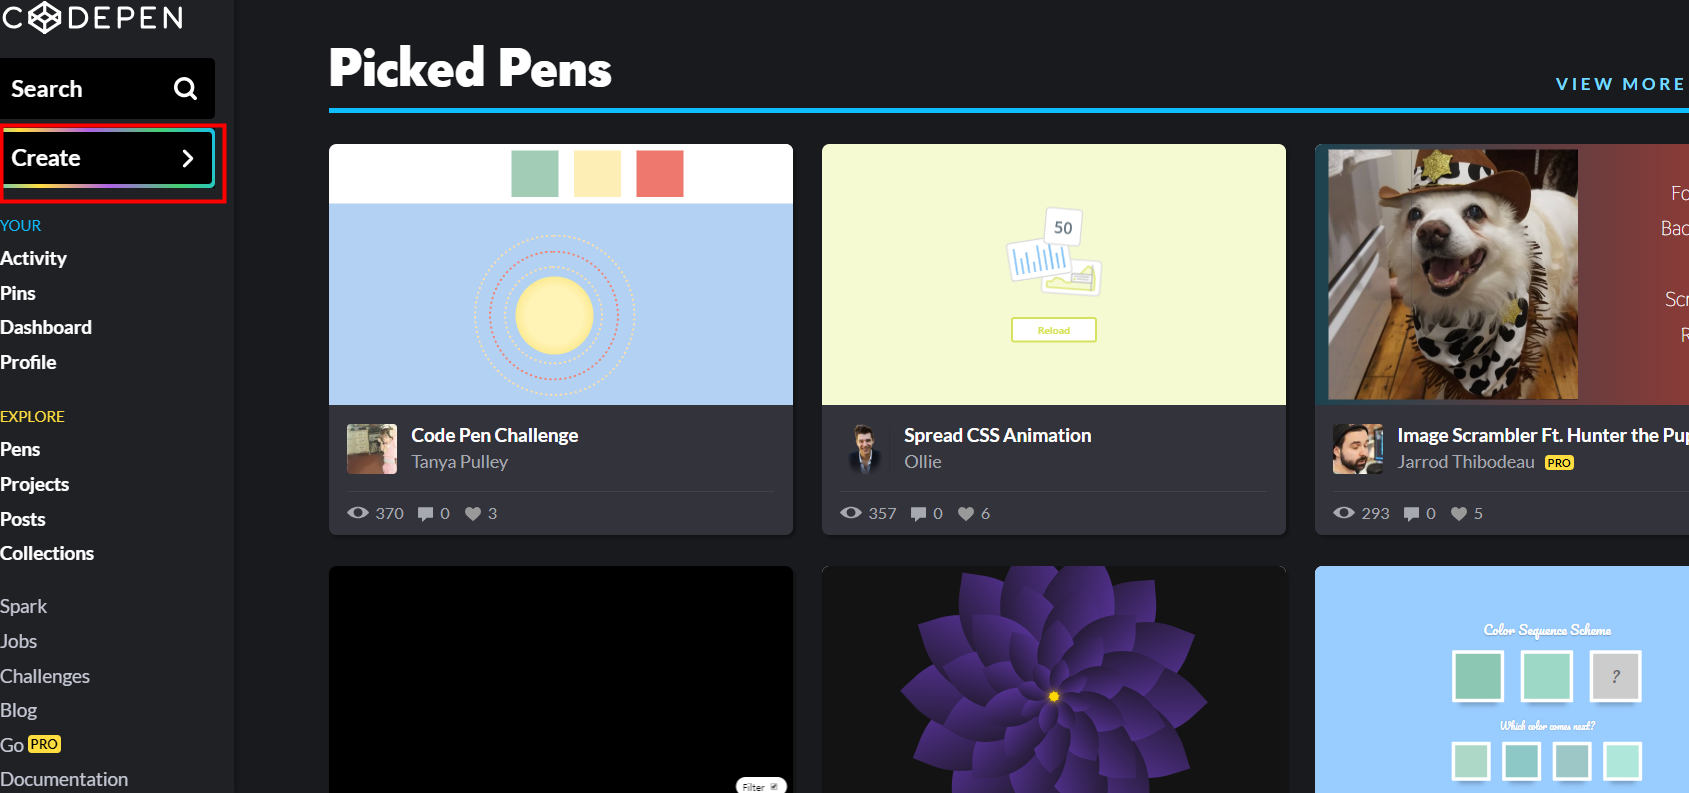 CODEPEN
Search
Create
YOUR
Activity
Pins
Dashboard
Profile
EXPLORE
Pens
Projects
Posts
Collections
Spark
Jobs
Challenges
Blog
Go PRO
Documentation
Picked Pens
VIEW MORE
Code Pen Challenge
Tanya Pulley
370 0 3
50
Reload
Spread CSS Animation
Ollie
357 0 6
Fo
Bac
Scr
R
Image Scrambler Ft. Hunter the Pup
Jarrod Thibodeau PRO
293 0 5
Filter
Color Sequence Scheme
?
Which color comes next?